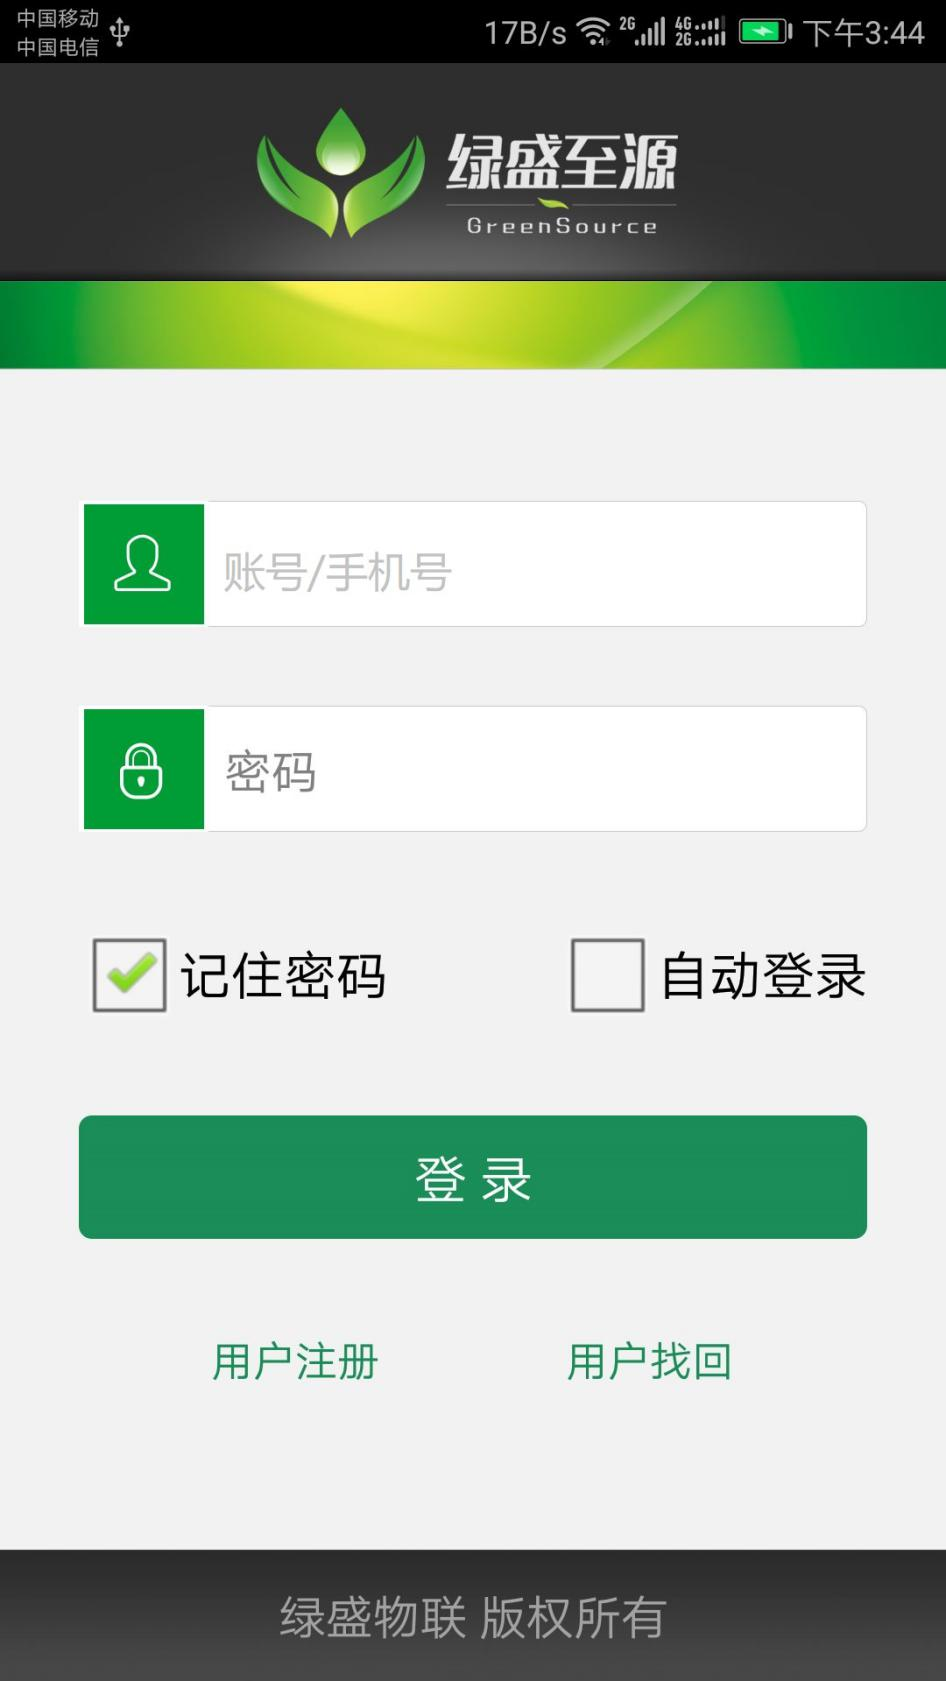 中国移动
中国电信
17B/s 2G 4G 2G 下午3:44
绿盛至源
GreenSource
账号/手机号
密码
记住密码 自动登录
登 录
用户注册 用户找回
绿盛物联 版权所有